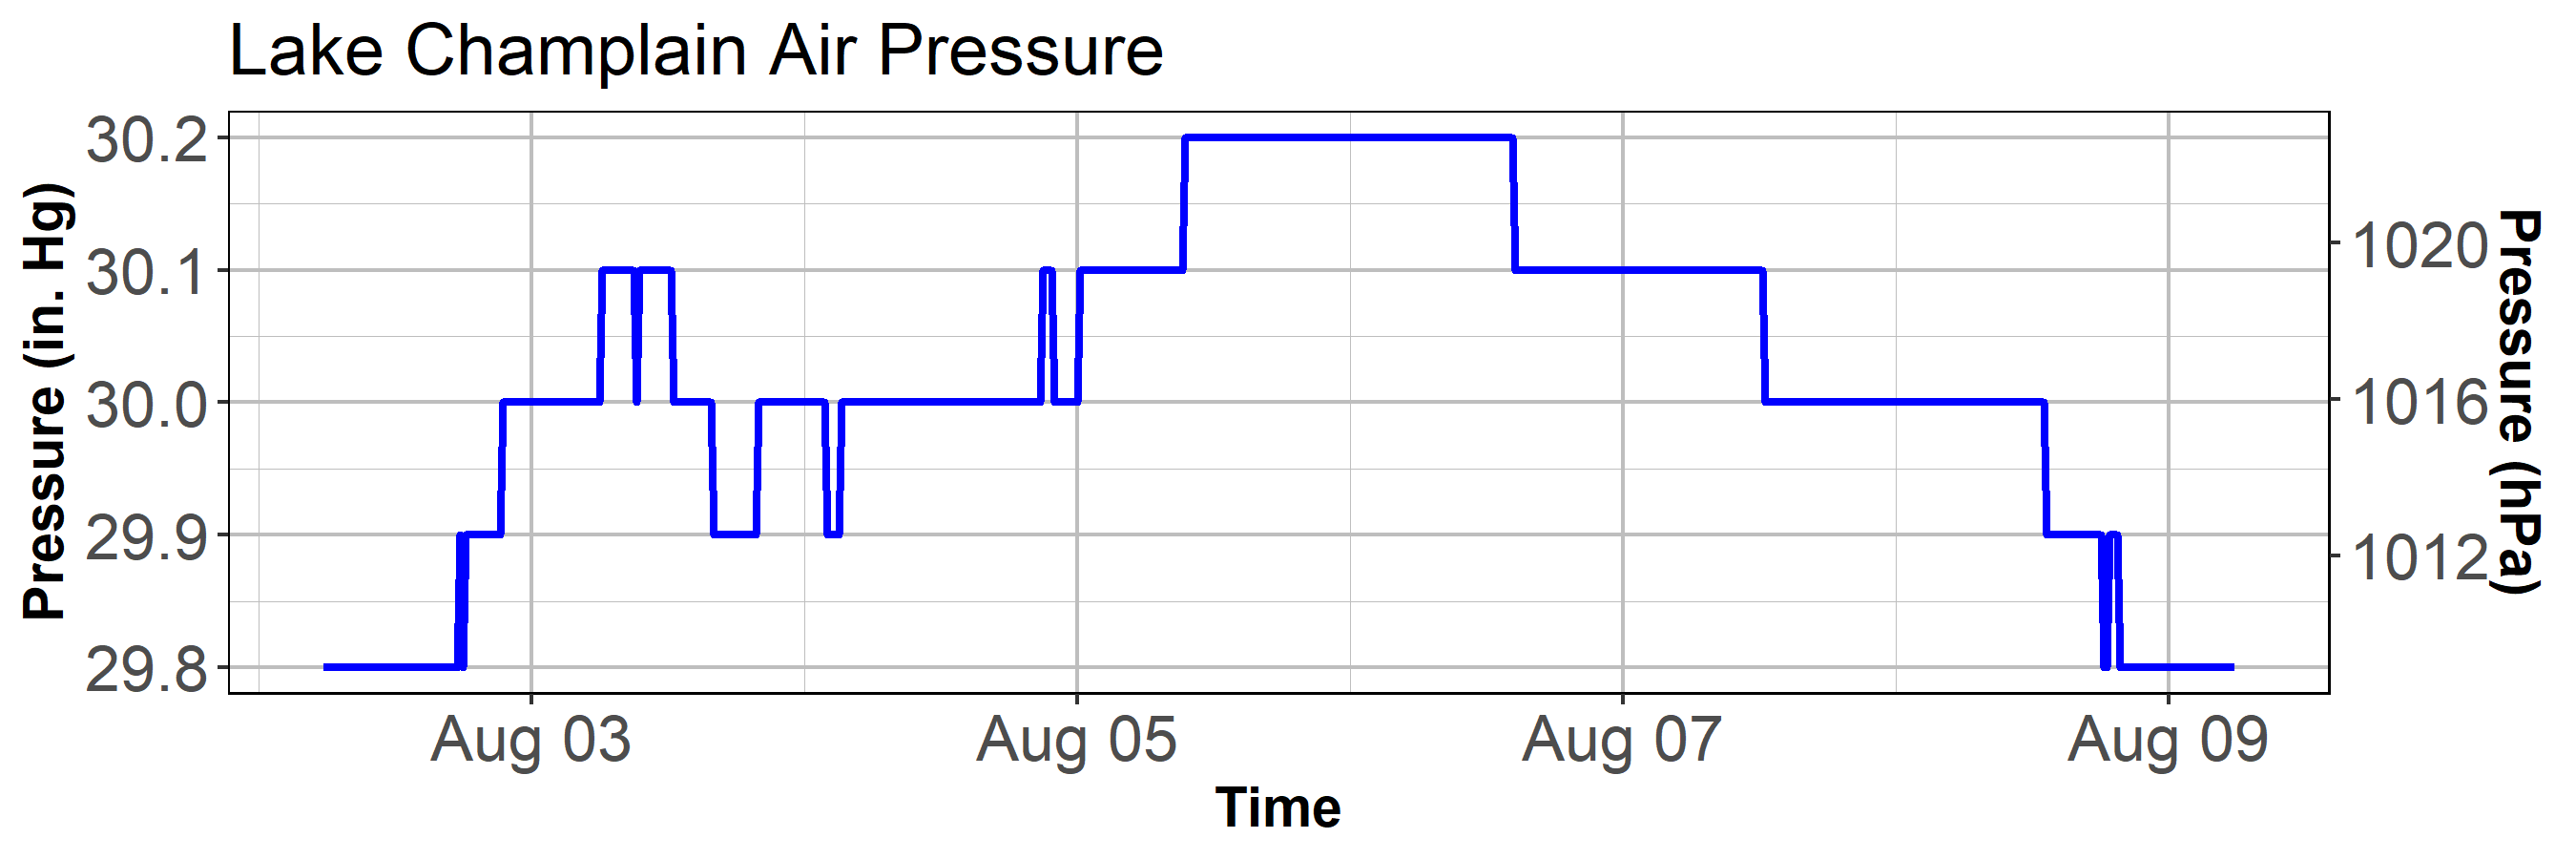 Lake Champlain Air Pressure
Pressure (in. Hg)
30.2
30.1
30.0
29.9
29.8
1020
1016
1012
Pressure (hPa)
Aug 03 Aug 05 Aug 07 Aug 09
Time